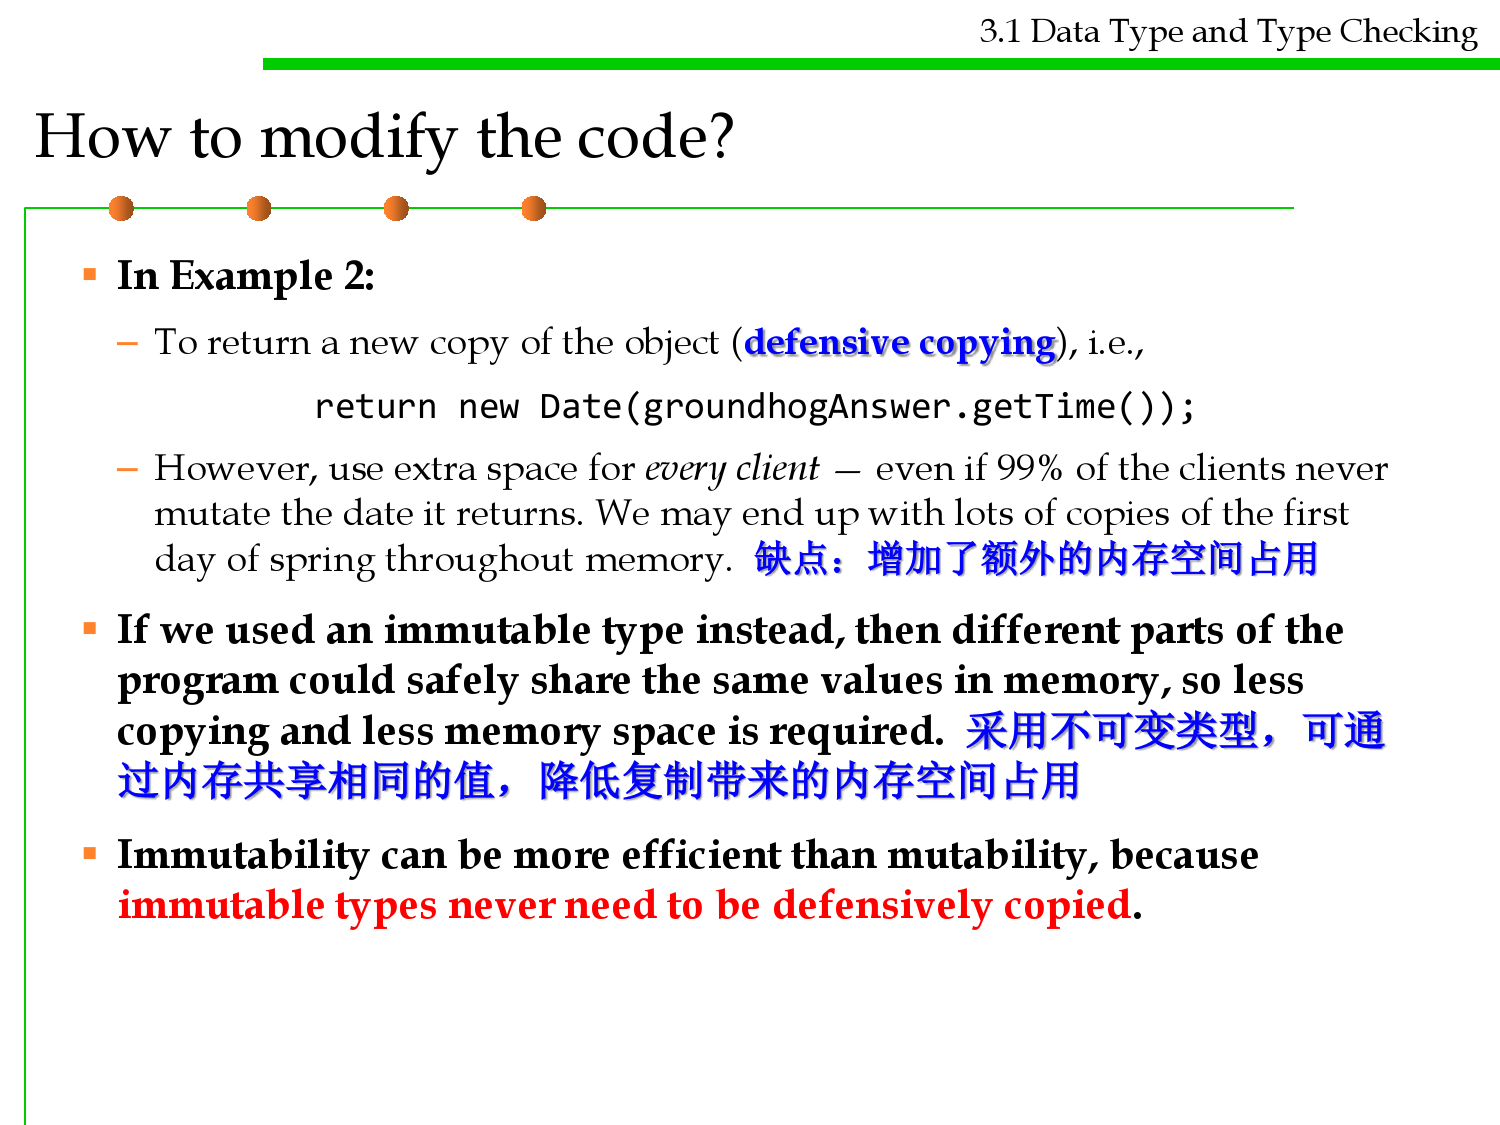 3.1 Data Type and Type Checking
How to modify the code?
▪ In Example 2:
– To return a new copy of the object (defensive copying), i.e.,
return new Date(groundhogAnswer.getTime());
– However, use extra space for every client — even if 99% of the clients never
mutate the date it returns. We may end up with lots of copies of the first
day of spring throughout memory. 缺点：增加了额外的内存空间占用
▪ If we used an immutable type instead, then different parts of the
program could safely share the same values in memory, so less
copying and less memory space is required. 采用不可变类型，可通
过内存共享相同的值，降低复制带来的内存空间占用
▪ Immutability can be more efficient than mutability, because
immutable types never need to be defensively copied.